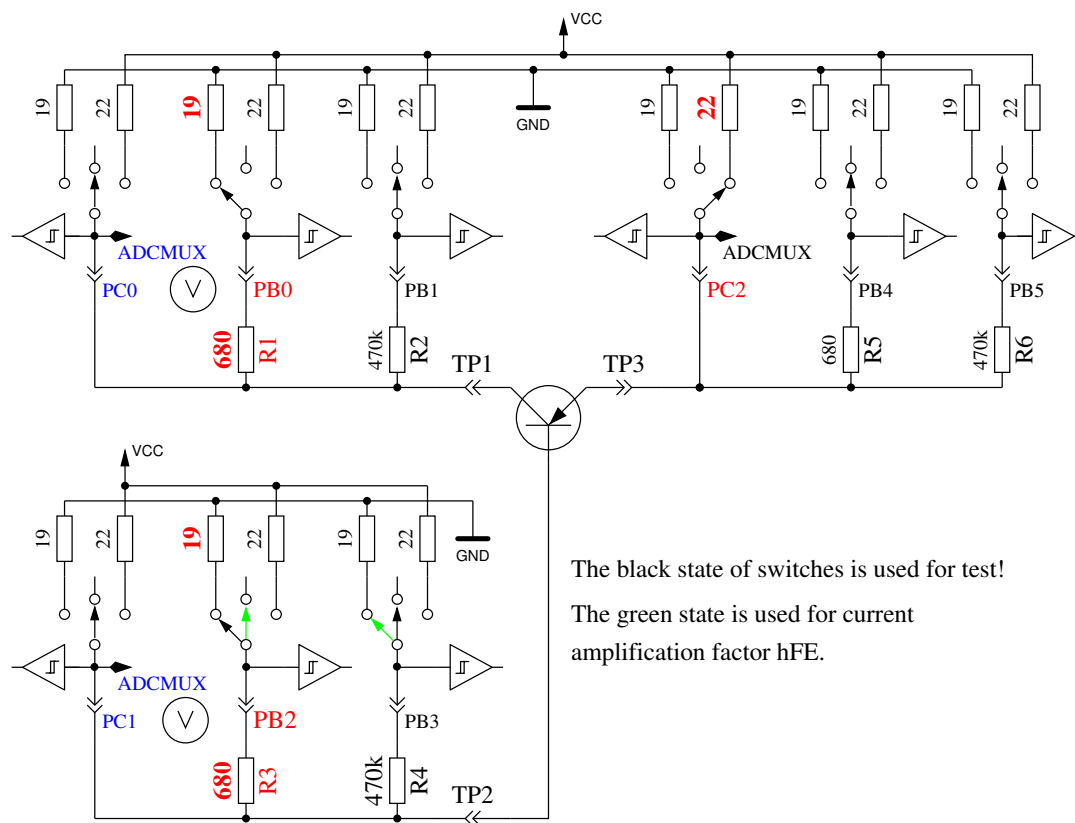 VCC
19
22
19
22
19
22
19
22
19
22
19
22
GND
ADCMUX
ADCMUX
PC0
V
PB0
PB1
PC2
PB4
PB5
680
R1
470k
R2
680
R5
470k
R6
TP1
TP3
VCC
19
22
19
22
19
22
GND
The black state of switches is used for test!
The green state is used for current
amplification factor hFE.
ADCMUX
PC1
V
PB2
PB3
680
R3
470k
R4
TP2